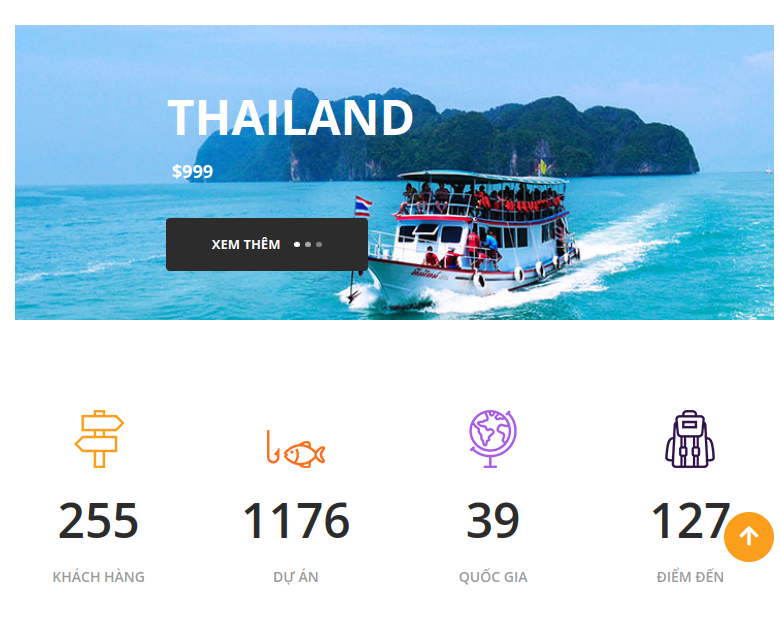 THAILAND
$999
XEM THÊM
255
1176
39
127
KHÁCH HÀNG
DỰ ÁN
QUỐC GIA
ĐIỂM ĐẾN